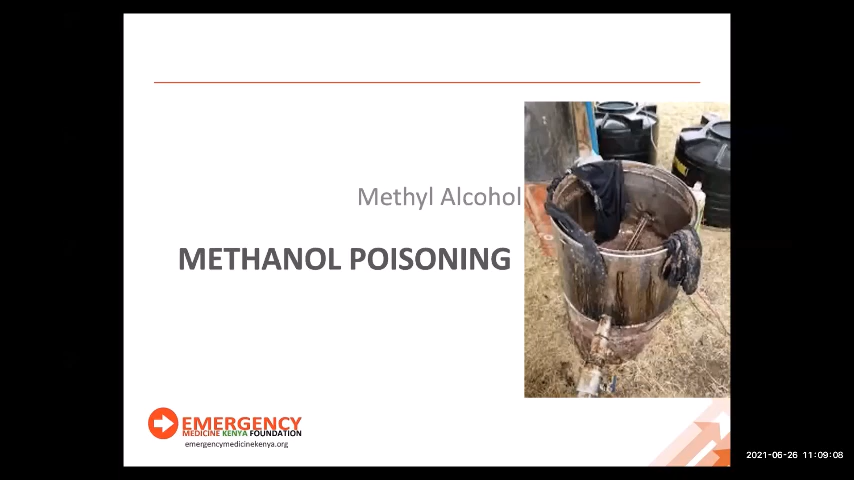 Methyl Alcohol
METHANOL POISONING
EMERGENCY
MEDICINE KENYA FOUNDATION
emergencymedicinekenya.org
2021-06-26 11:09:08